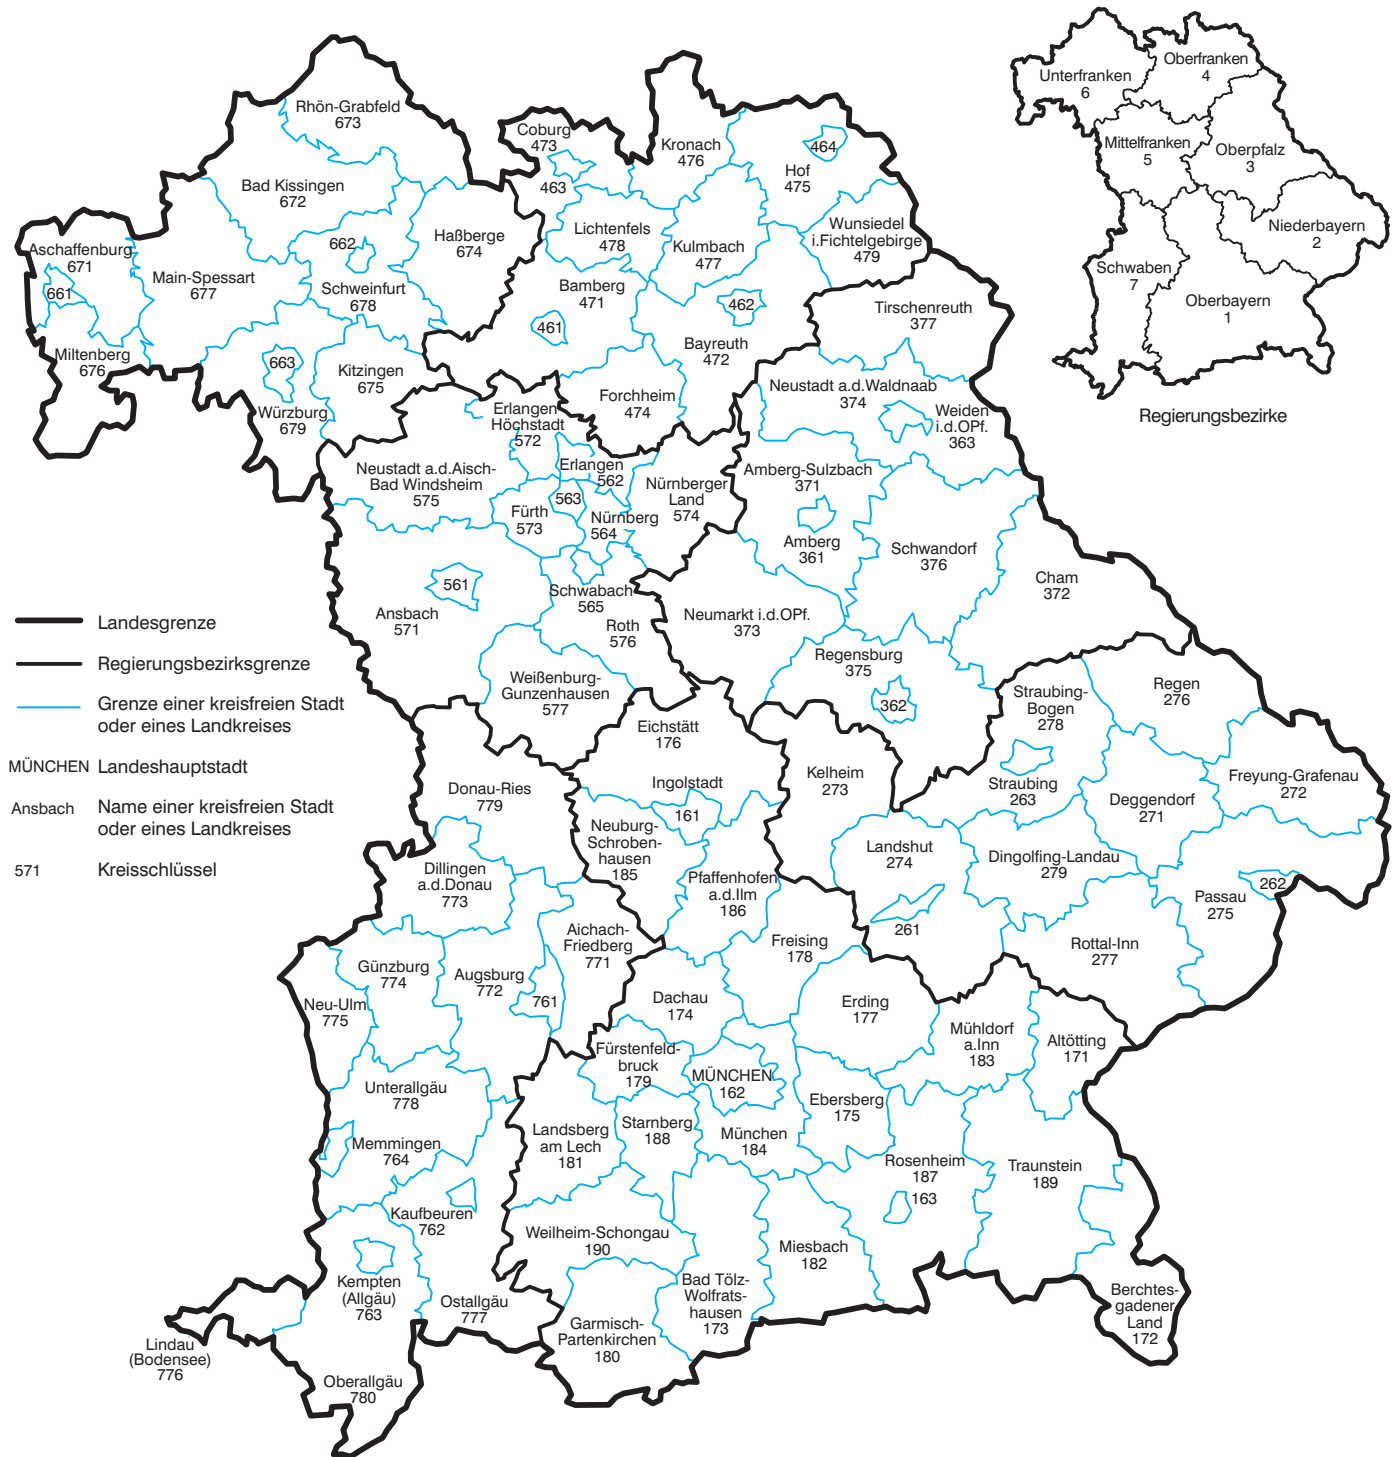 Rhön-Grabfeld
673
Coburg
473
Kronach
476
464
Hof
475
463
Bad Kissingen
672
Haßberge
674
Lichtenfels
478
Kulmbach
477
Wunsiedel
i.Fichtelgebirge
479
Aschaffenburg
671
661
Main-Spessart
677
662
Schweinfurt
678
Bamberg
471
461
462
Bayreuth
472
Tirschenreuth
377
Miltenberg
676
663
Würzburg
679
Kitzingen
675
Forchheim
474
Neustadt a.d.Waldnaab
374
Weiden
i.d.OPf.
363
Erlangen
Höchstadt
572
Neustadt a.d.Aisch-
Bad Windsheim
575
Erlangen
562
563
Fürth
573
Nürnberg
564
Nürnberger
Land
574
Amberg-Sulzbach
371
Amberg
361
Schwandorf
376
Cham
372
561
Ansbach
571
Schwabach
565
Roth
576
Neumarkt i.d.OPf.
373
Regensburg
375
362
Weißenburg-
Gunzenhausen
577
Straubing-
Bogen
278
Regen
276
Eichstätt
176
Ingolstadt
161
Kelheim
273
Straubing
263
Deggendorf
271
Freyung-Grafenau
272
Donau-Ries
779
Neuburg-
Schroben-
hausen
185
Landshut
274
261
Dingolfing-Landau
279
Passau
275
262
Dillingen
a.d.Donau
773
Pfaffenhofen
a.d.Ilm
186
Rottal-Inn
277
Aichach-
Friedberg
771
Freising
178
Günzburg
774
Augsburg
772
761
Neu-Ulm
775
Dachau
174
Erding
177
Mühldorf
a.Inn
183
Altötting
171
Fürstenfeld-
bruck
179
MÜNCHEN
162
Ebersberg
175
Unterallgäu
778
Memmingen
764
Landsberg
am Lech
181
Starnberg
188
München
184
Rosenheim
187
163
Traunstein
189
Kaufbeuren
762
Weilheim-Schongau
190
Miesbach
182
Bad Tölz-
Wolfrats-
hausen
173
Kempten
(Allgäu)
763
Ostallgäu
777
Garmisch-
Partenkirchen
180
Berchtes-
gadener
Land
172
Lindau
(Bodensee)
776
Oberallgäu
780
Unterfranken
6
Oberfranken
4
Mittelfranken
5
Oberpfalz
3
Niederbayern
2
Schwaben
7
Oberbayern
1
Regierungsbezirke
Landesgrenze
Regierungsbezirksgrenze
Grenze einer kreisfreien Stadt
oder eines Landkreises
MÜNCHEN Landeshauptstadt
Ansbach Name einer kreisfreien Stadt
oder eines Landkreises
571 Kreisschlüssel